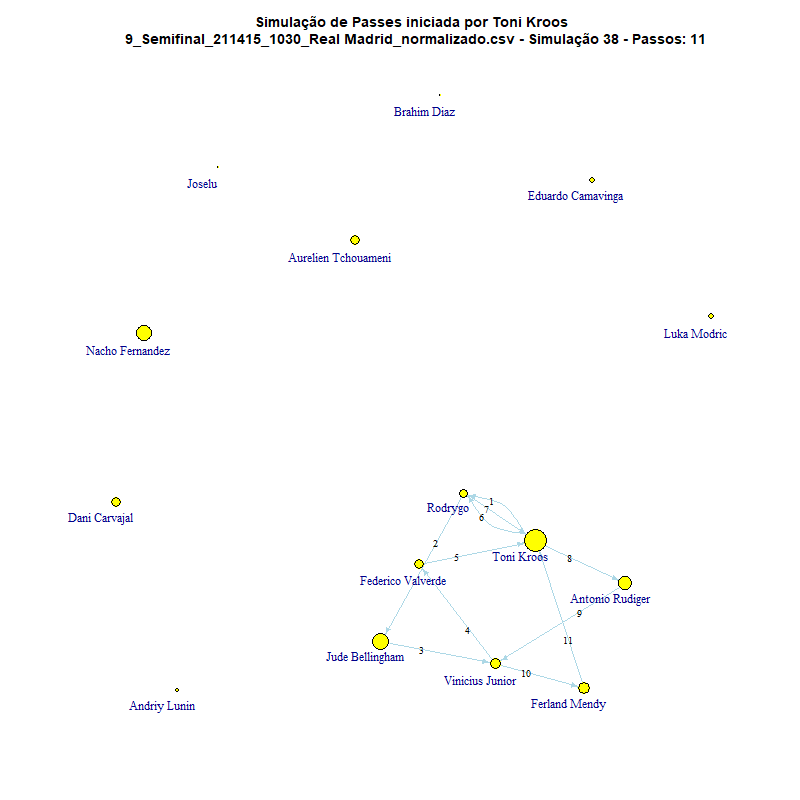 Simulação de Passes iniciada por Toni Kroos
9_Semifinal_211415_1030_Real Madrid_normalizado.csv - Simulação 38 - Passos: 11
Brahim Diaz
Joselu
Eduardo Camavinga
Aurelien Tchouameni
Luka Modric
Nacho Fernandez
1
Rodrygo
7
6
Dani Carvajal
2
5
Toni Kroos
8
Federico Valverde
Antonio Rudiger
9
4
11
3
Jude Bellingham
10
Vinicius Junior
Ferland Mendy
Andriy Lunin